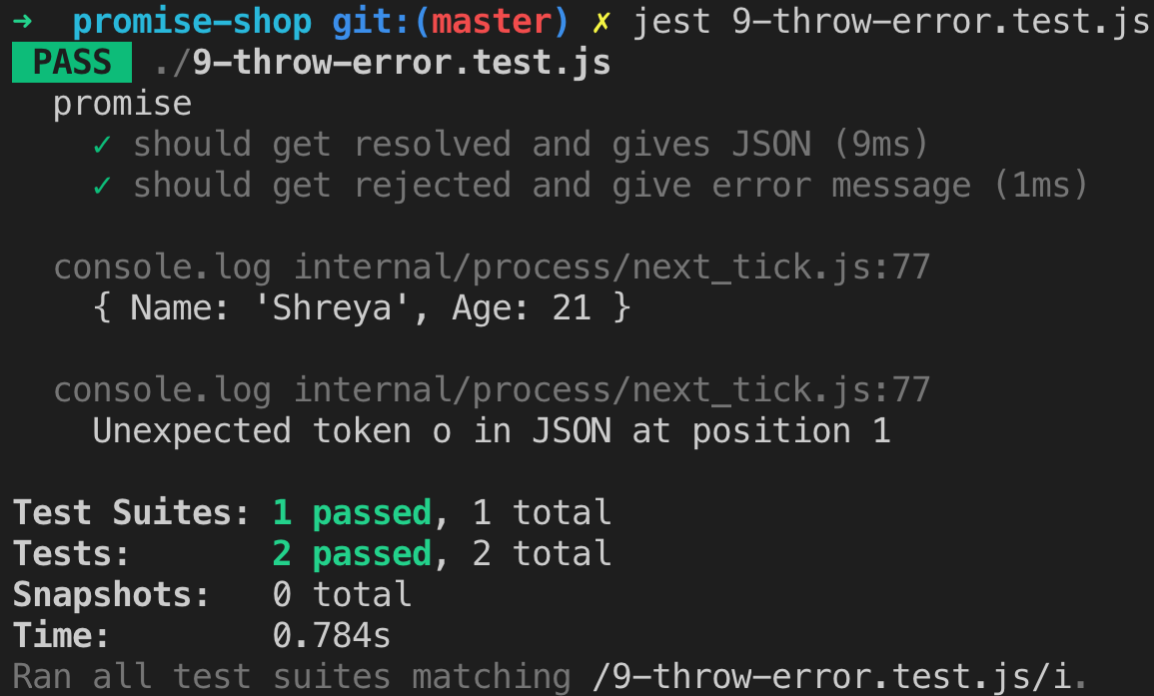 ➜  promise-shop git:(master) ✗ jest 9-throw-error.test.js
PASS ./9-throw-error.test.js
promise
✓ should get resolved and gives JSON (9ms)
✓ should get rejected and give error message (1ms)
console.log internal/process/next_tick.js:77
{ Name: 'Shreya', Age: 21 }
console.log internal/process/next_tick.js:77
Unexpected token o in JSON at position 1
Test Suites: 1 passed, 1 total
Tests: 2 passed, 2 total
Snapshots: 0 total
Time: 0.784s
Ran all test suites matching /9-throw-error.test.js/i.